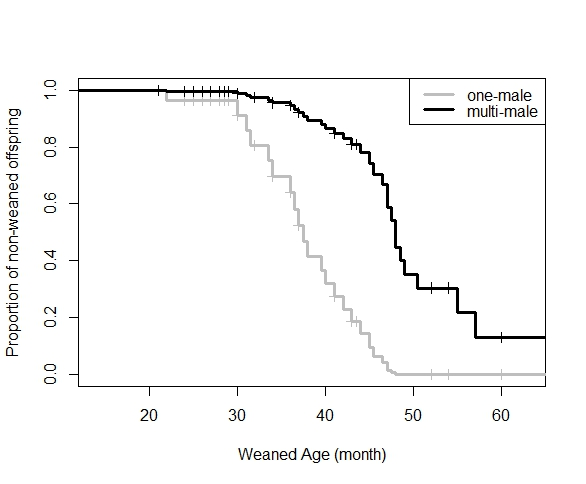 one-male
multi-male
Proportion of non-weaned offspring
1.0
0.8
0.6
0.4
0.2
0.0
20 30 40 50 60
Weaned Age (month)